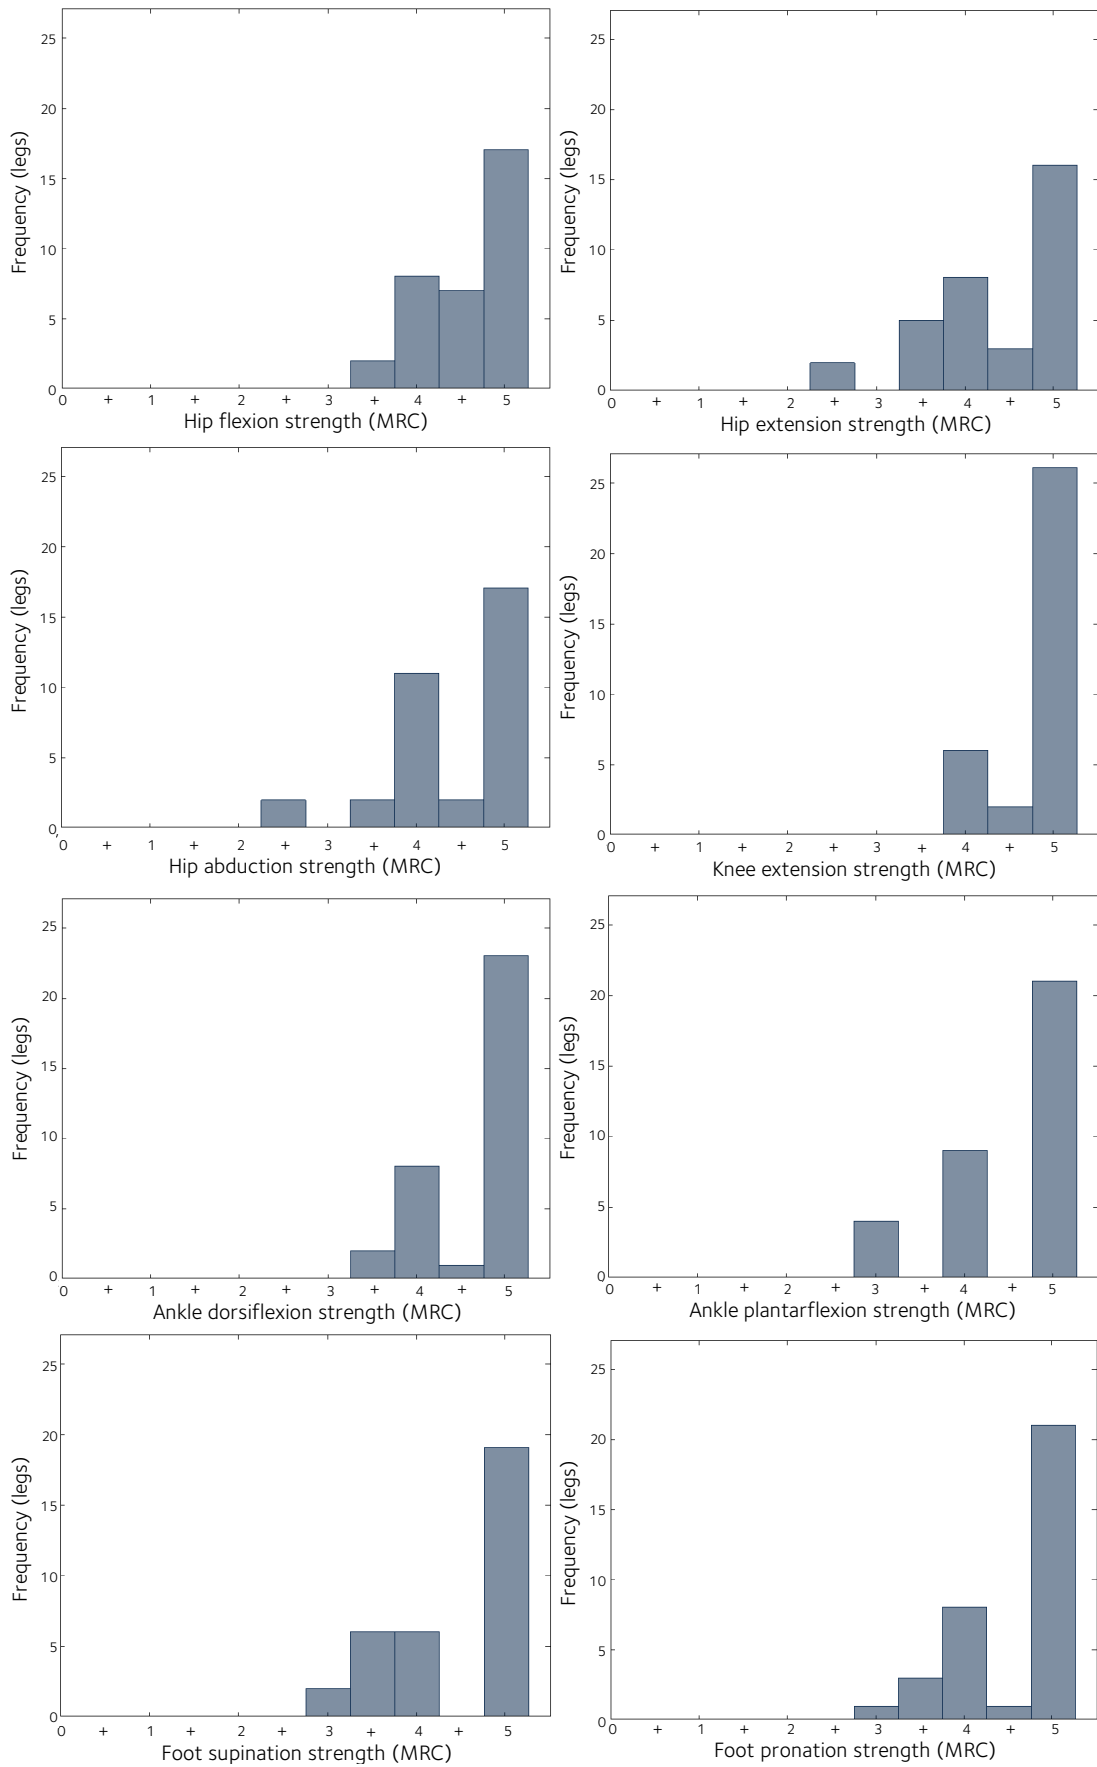 25
20
15
10
5
0
Frequency (legs)
0 + 1 + 2 + 3 + 4 + 5
Hip flexion strength (MRC)
25
20
15
10
5
0
Frequency (legs)
0 + 1 + 2 + 3 + 4 + 5
Hip extension strength (MRC)
25
20
15
10
5
0
Frequency (legs)
0 + 1 + 2 + 3 + 4 + 5
Hip abduction strength (MRC)
25
20
15
10
5
0
Frequency (legs)
0 + 1 + 2 + 3 + 4 + 5
Knee extension strength (MRC)
25
20
15
10
5
0
Frequency (legs)
0 + 1 + 2 + 3 + 4 + 5
Ankle dorsiflexion strength (MRC)
25
20
15
10
5
0
Frequency (legs)
0 + 1 + 2 + 3 + 4 + 5
Ankle plantarflexion strength (MRC)
25
20
15
10
5
0
Frequency (legs)
0 + 1 + 2 + 3 + 4 + 5
Foot supination strength (MRC)
25
20
15
10
5
0
Frequency (legs)
0 + 1 + 2 + 3 + 4 + 5
Foot pronation strength (MRC)